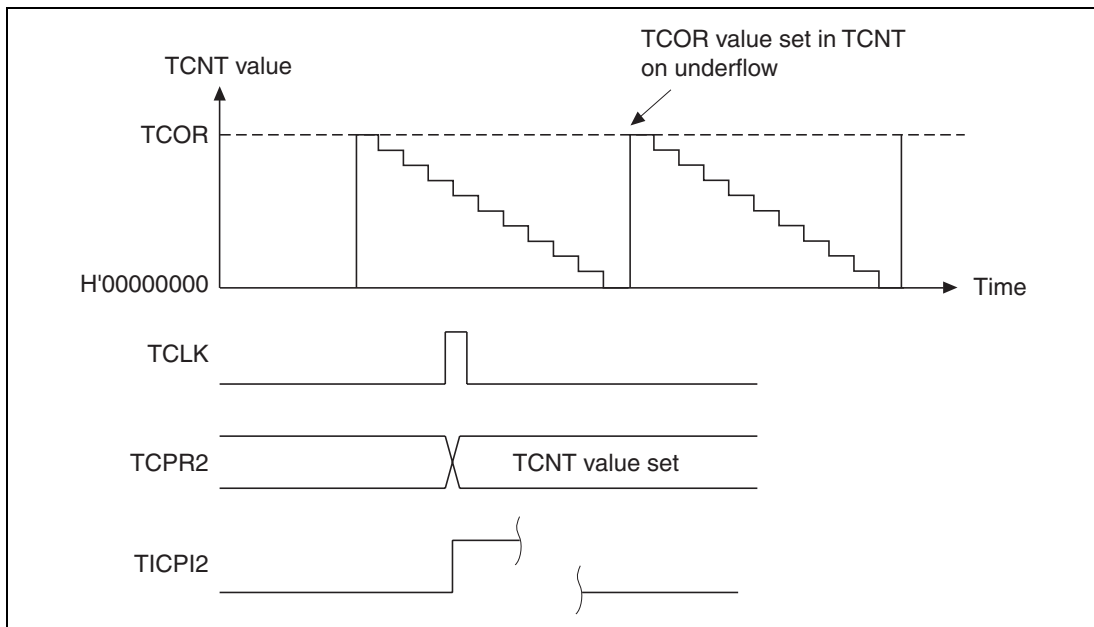 TCOR value set in TCNT
on underflow
TCNT value
TCOR
H'00000000
Time
TCLK
TCPR2
TCNT value set
TICPI2